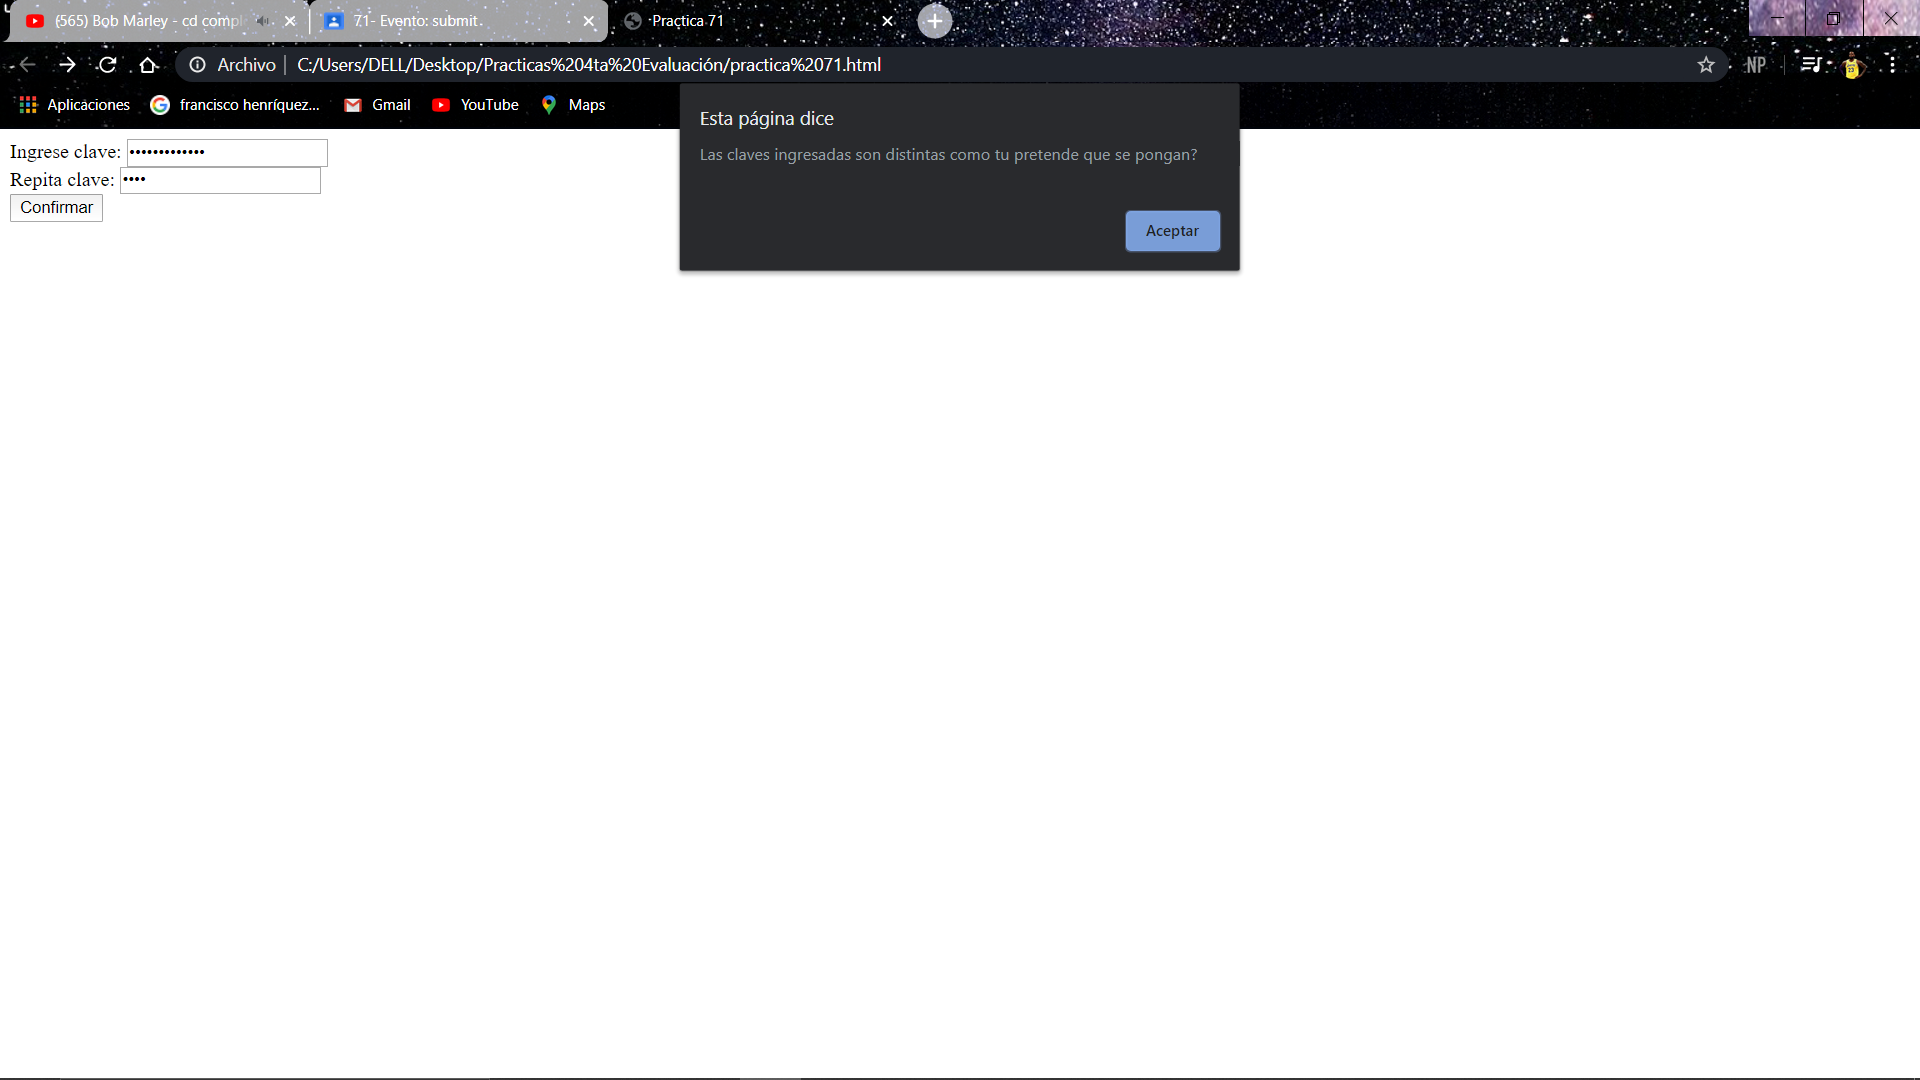 (565) Bob Marley - cd compl
71- Evento: submit
Practica 71
Archivo
C:/Users/DELL/Desktop/Practicas%204ta%20Evaluación/practica%2071.html
NP
Aplicaciones
francisco henríquez...
Gmail
YouTube
Maps
Esta página dice
Las claves ingresadas son distintas como tu pretende que se pongan?
Aceptar
Ingrese clave: •••••••••••••
Repita clave: ••••
Confirmar